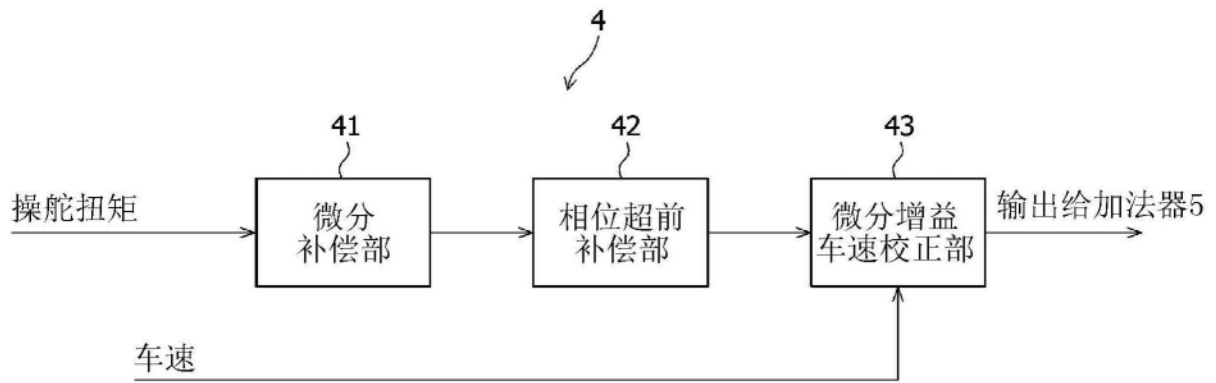 4
41
42
43
操舵扭矩
微分
补偿部
相位超前
补偿部
微分增益
车速校正部
输出给加法器5
车速